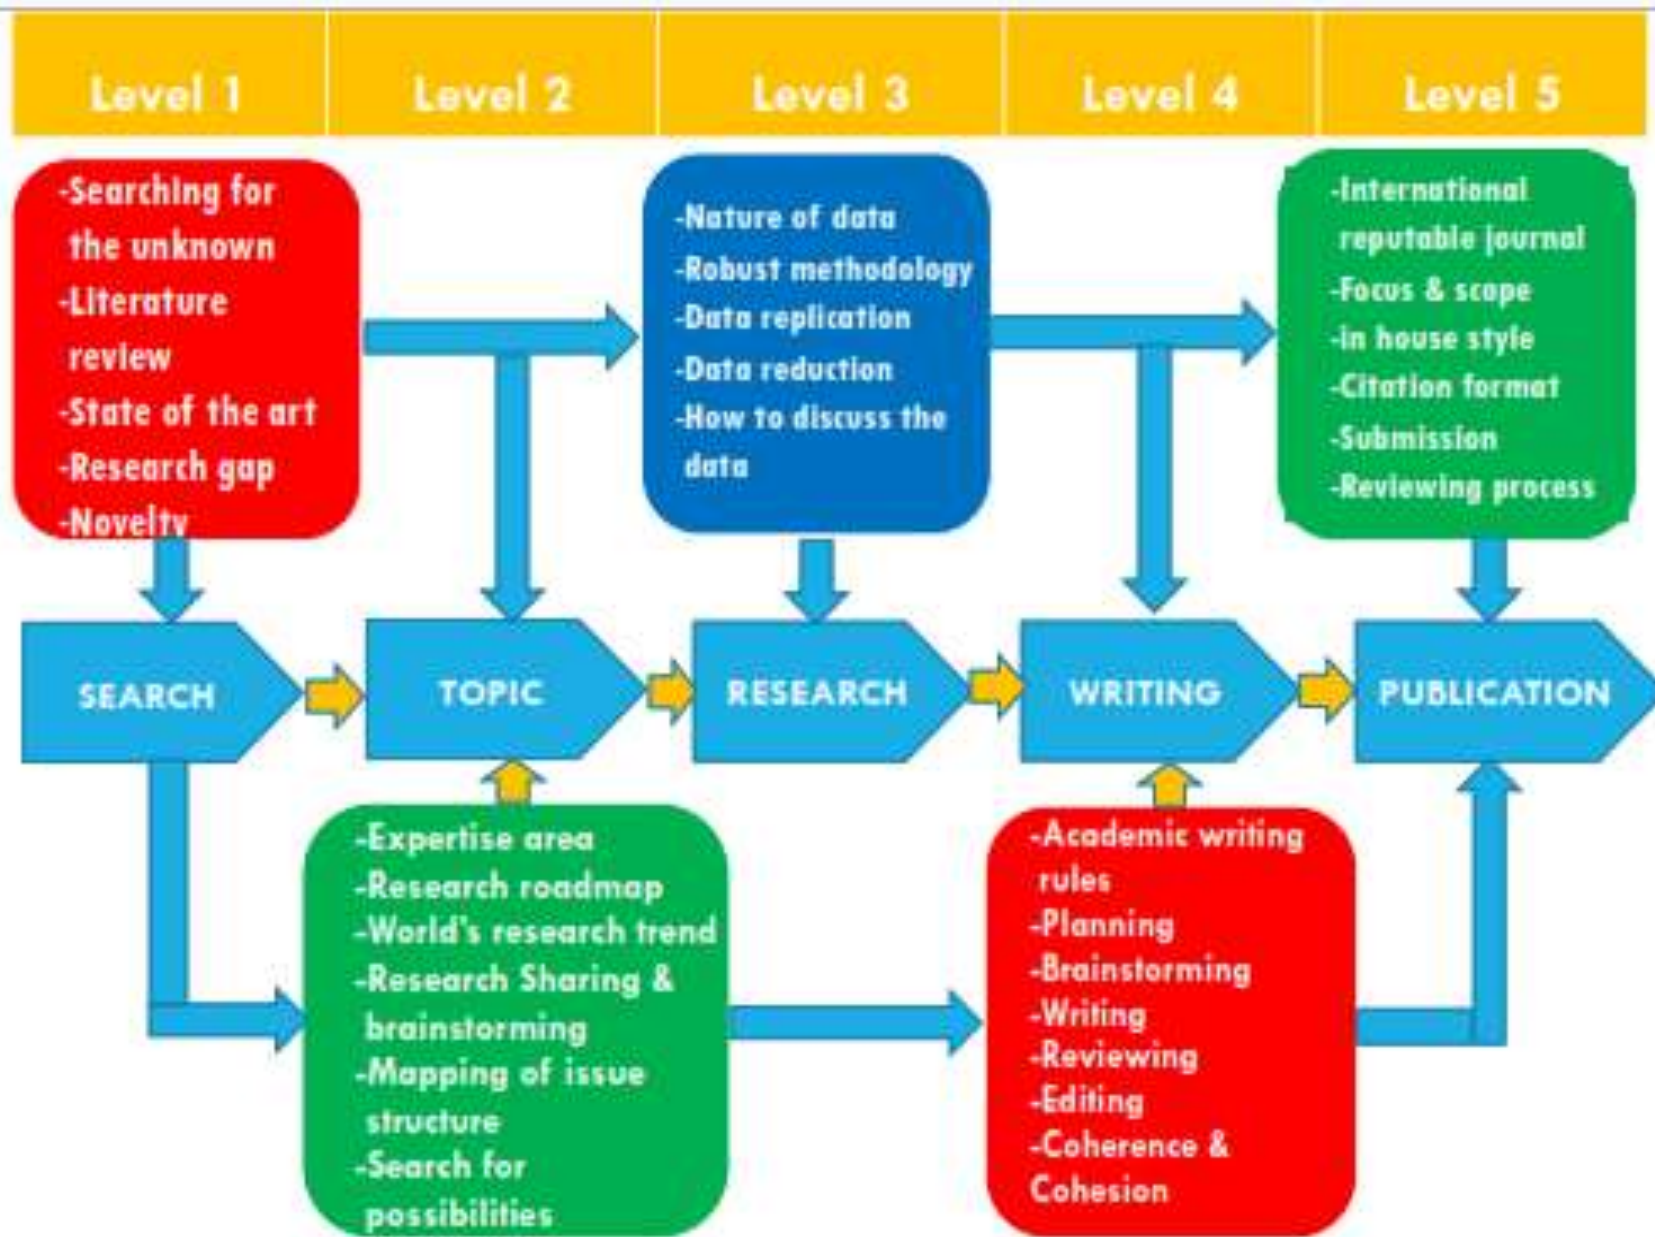 Level 1
Level 2
Level 3
Level 4
Level 5
-Searching for
the unknown
-Literature
review
-State of the art
-Research gap
-Novelty
-Nature of data
-Robust methodology
-Data replication
-Data reduction
-How to discuss the
data
-International
reputable journal
-Focus & scope
-in house style
-Citation format
-Submission
-Reviewing process
SEARCH
TOPIC
RESEARCH
WRITING
PUBLICATION
-Expertise area
-Research roadmap
-World's research trend
-Research Sharing &
brainstorming
-Mapping of issue
structure
-Search for
possibilities
-Academic writing
rules
-Planning
-Brainstorming
-Writing
-Reviewing
-Editing
-Coherence &
Cohesion